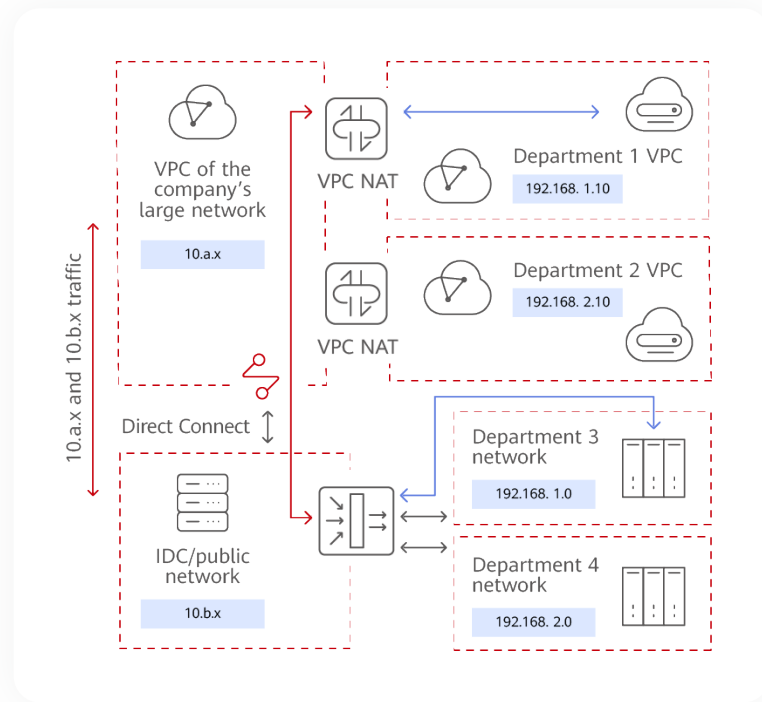 VPC of the
company's
large network
10.a.x
VPC NAT
Department 1 VPC
192.168. 1.10
VPC NAT
Department 2 VPC
192.168. 2.10
10.a.x and 10.b.x traffic
Direct Connect
IDC/public
network
10.b.x
Department 3
network
192.168. 1.0
Department 4
network
192.168. 2.0